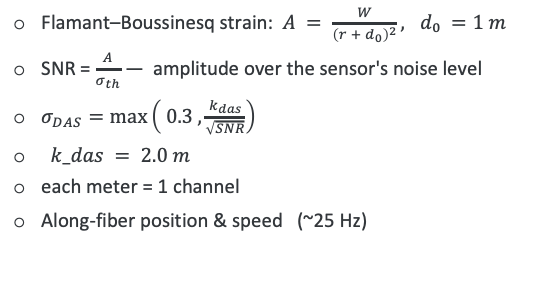 ○ Flamant–Boussinesq strain: A = W / (r + d₀)², d₀ = 1 m
○ SNR = A / σ_th — amplitude over the sensor's noise level
○ σ_DAS = max( 0.3 , k_das / √SNR )
○ k_das = 2.0 m
○ each meter = 1 channel
○ Along-fiber position & speed (~25 Hz)